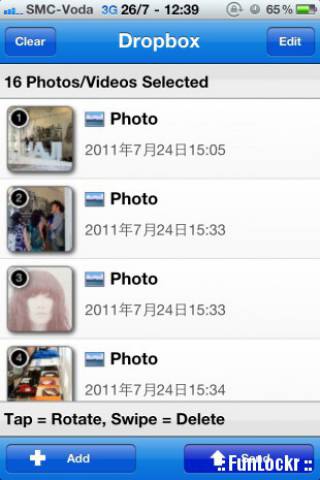 SMC-Voda 3G 26/7 - 12:39 65%
Clear Dropbox Edit
16 Photos/Videos Selected
1 Photo
2011年7月24日15:05
2 Photo
2011年7月24日15:33
3 Photo
2011年7月24日15:33
4 Photo
2011年7月24日15:34
Tap = Rotate, Swipe = Delete
Add Send
:: FunLockr ::